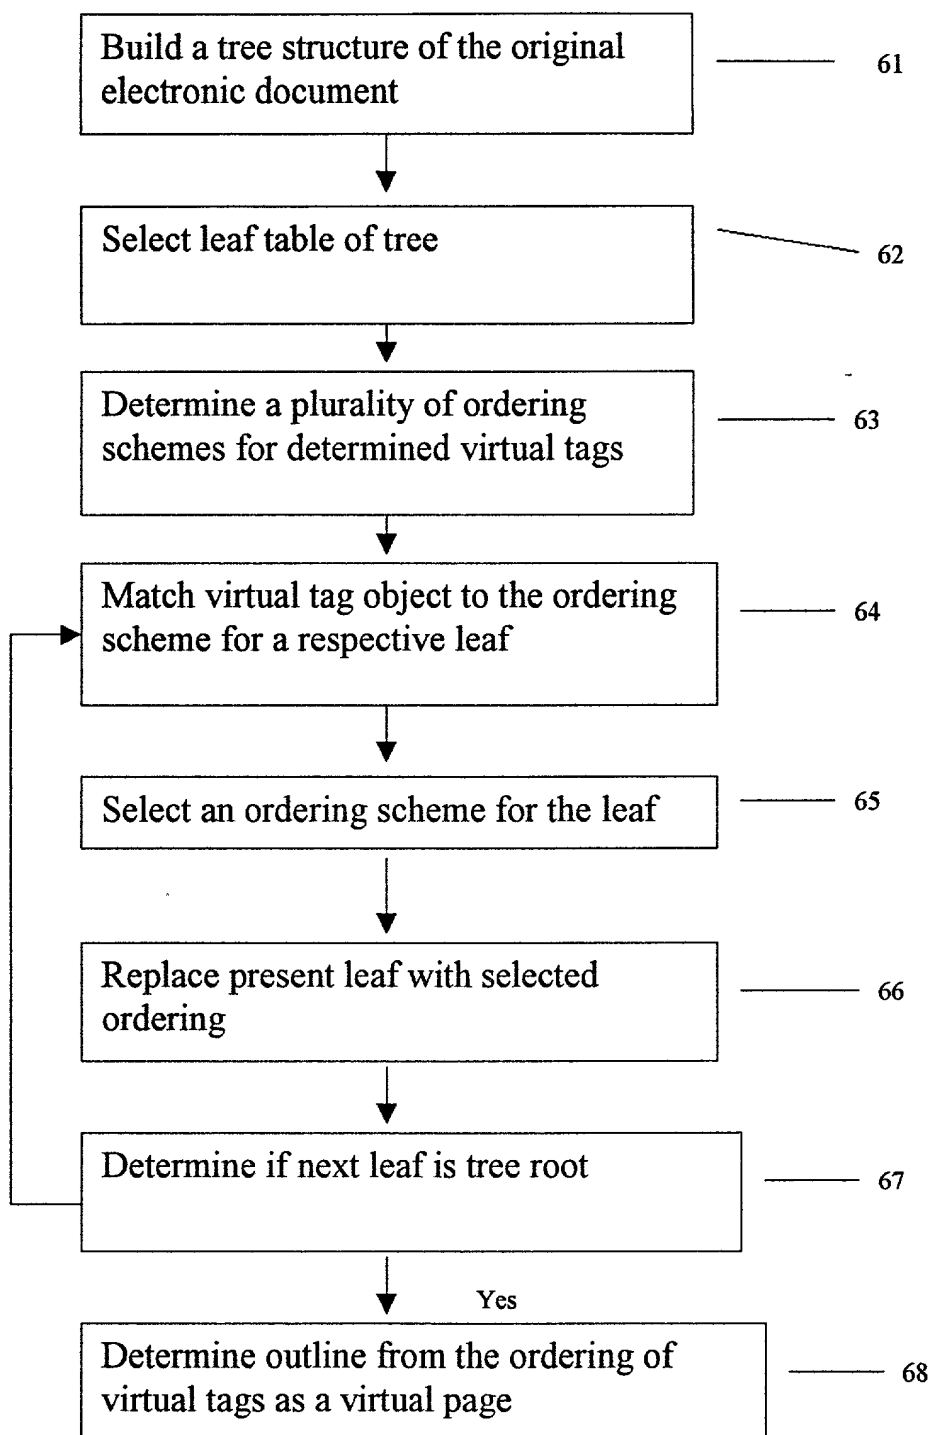 Build a tree structure of the original
electronic document
61
Select leaf table of tree
62
Determine a plurality of ordering
schemes for determined virtual tags
63
Match virtual tag object to the ordering
scheme for a respective leaf
64
Select an ordering scheme for the leaf
65
Replace present leaf with selected
ordering
66
Determine if next leaf is tree root
67
Yes
Determine outline from the ordering of
virtual tags as a virtual page
68